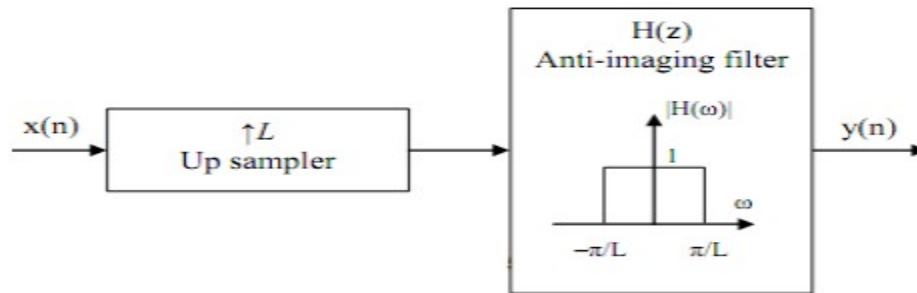 H(z)
Anti-imaging filter
x(n)
↑L
Up sampler
|H(ω)|
y(n)
1
ω
−π/L
π/L